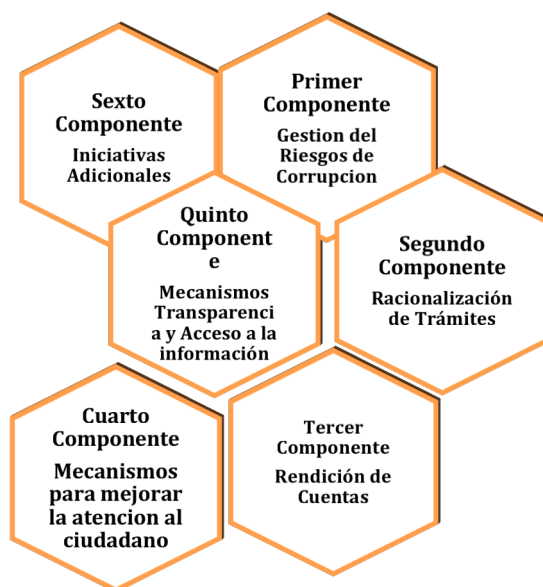 Sexto
Componente
Iniciativas
Adicionales
Primer
Componente
Gestion del
Riesgos de
Corrupcion
Quinto
Component
e
Mecanismos
Transparenci
a y Acceso a la
información
Segundo
Componente
Racionalización
de Trámites
Cuarto
Componente
Mecanismos
para mejorar
la atencion al
ciudadano
Tercer
Componente
Rendición de
Cuentas